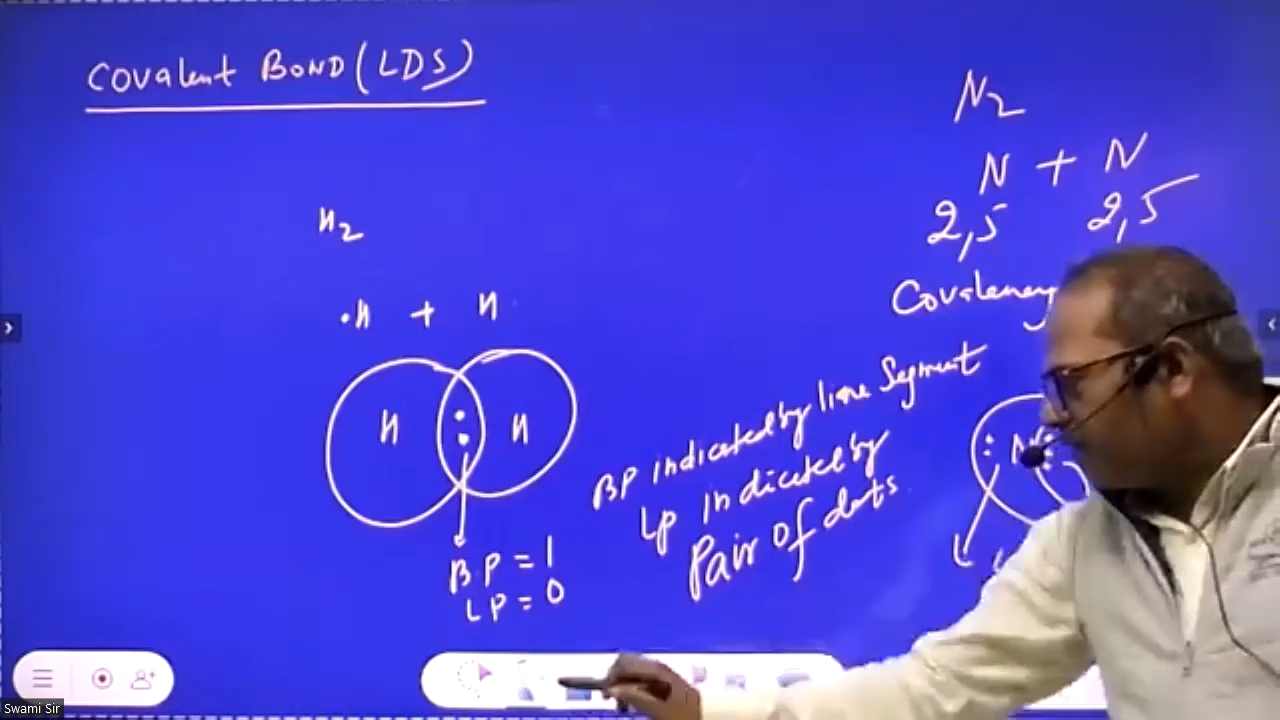 Covalent BOND (LDS)
H2
·H + H
H : H
BP = 1
LP = 0
BP indicated by line Segment
LP indicated by
Pair of dots
N2
N + N
2,5 2,5
Covalency
: N :
Swami Sir